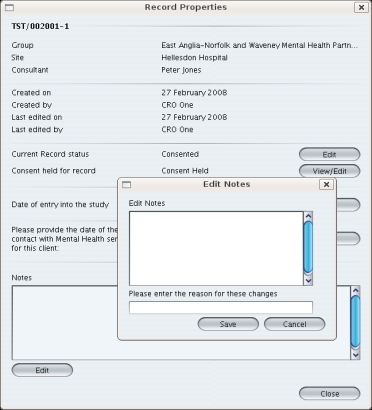 Record Properties
TST/002001-1
Group East Anglia-Norfolk and Waveney Mental Health Partn...
Site Hellesdon Hospital
Consultant Peter Jones
Created on 27 February 2008
Created by CRO One
Last edited on 27 February 2008
Last edited by CRO One
Current Record status Consented Edit
Consent held for record Consent Held View/Edit
Date of entry into the study
Please provide the date of the
contact with Mental Health ser
for this client:
Notes
Edit
Close
Edit Notes
Edit Notes
Please enter the reason for these changes
Save Cancel